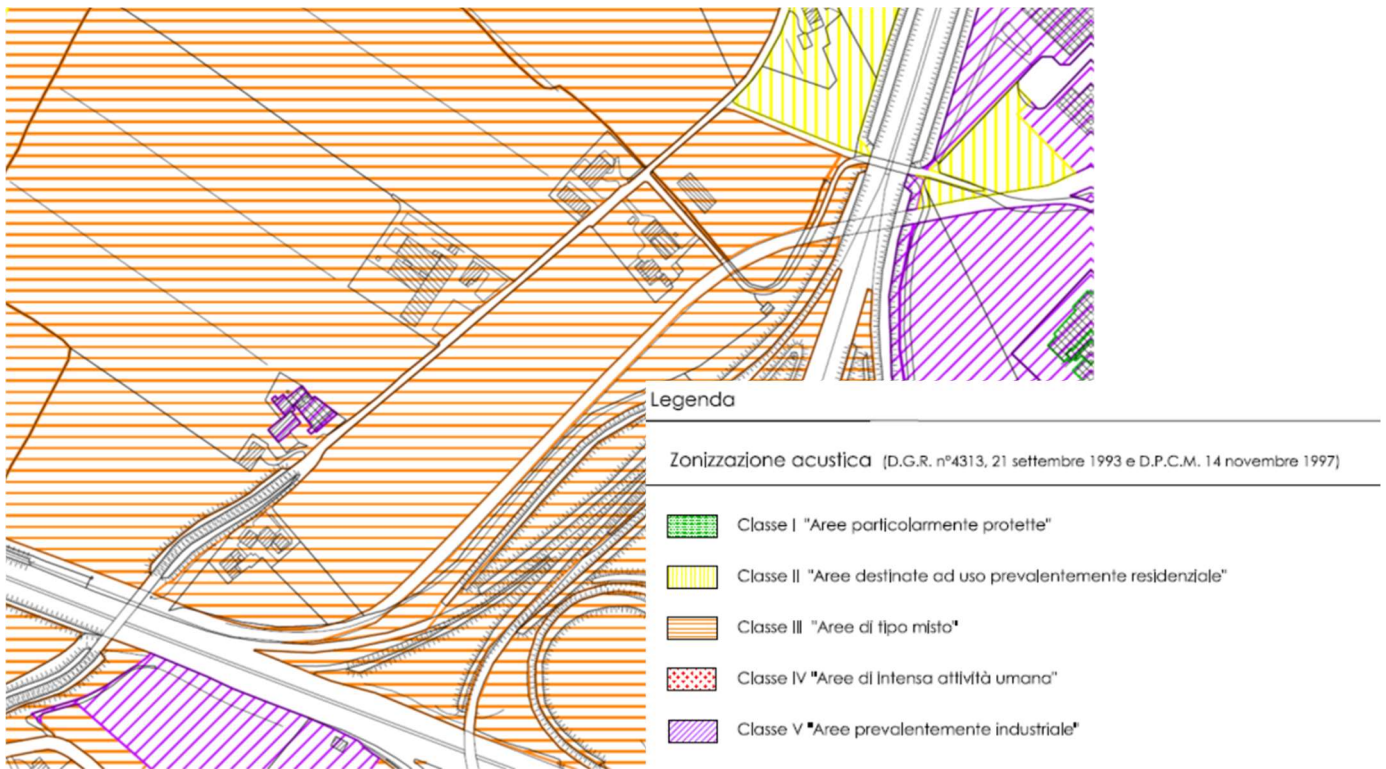 Legenda
Zonizzazione acustica (D.G.R. n°4313, 21 settembre 1993 e D.P.C.M. 14 novembre 1997)
Classe I "Aree particolarmente protette"
Classe II "Aree destinate ad uso prevalentemente residenziale"
Classe III "Aree di tipo misto"
Classe IV "Aree di intensa attività umana"
Classe V "Aree prevalentemente industriale"